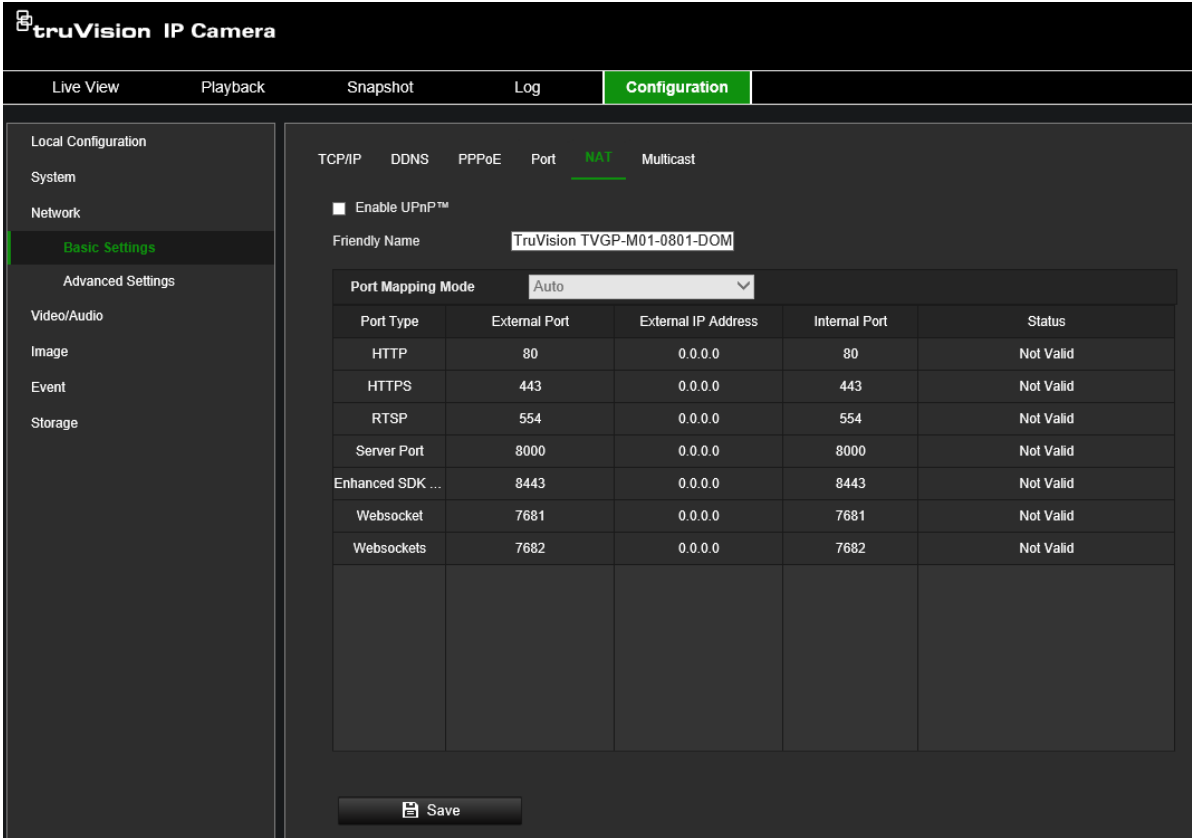 truVision IP Camera
Live View Playback Snapshot Log Configuration
Local Configuration
System
Network
Basic Settings
Advanced Settings
Video/Audio
Image
Event
Storage
TCP/IP DDNS PPPoE Port NAT Multicast
Enable UPnP™
Friendly Name TruVision TVGP-M01-0801-DOM
Port Mapping Mode Auto
Port Type External Port External IP Address Internal Port Status
HTTP 80 0.0.0.0 80 Not Valid
HTTPS 443 0.0.0.0 443 Not Valid
RTSP 554 0.0.0.0 554 Not Valid
Server Port 8000 0.0.0.0 8000 Not Valid
Enhanced SDK ... 8443 0.0.0.0 8443 Not Valid
Websocket 7681 0.0.0.0 7681 Not Valid
Websockets 7682 0.0.0.0 7682 Not Valid
Save